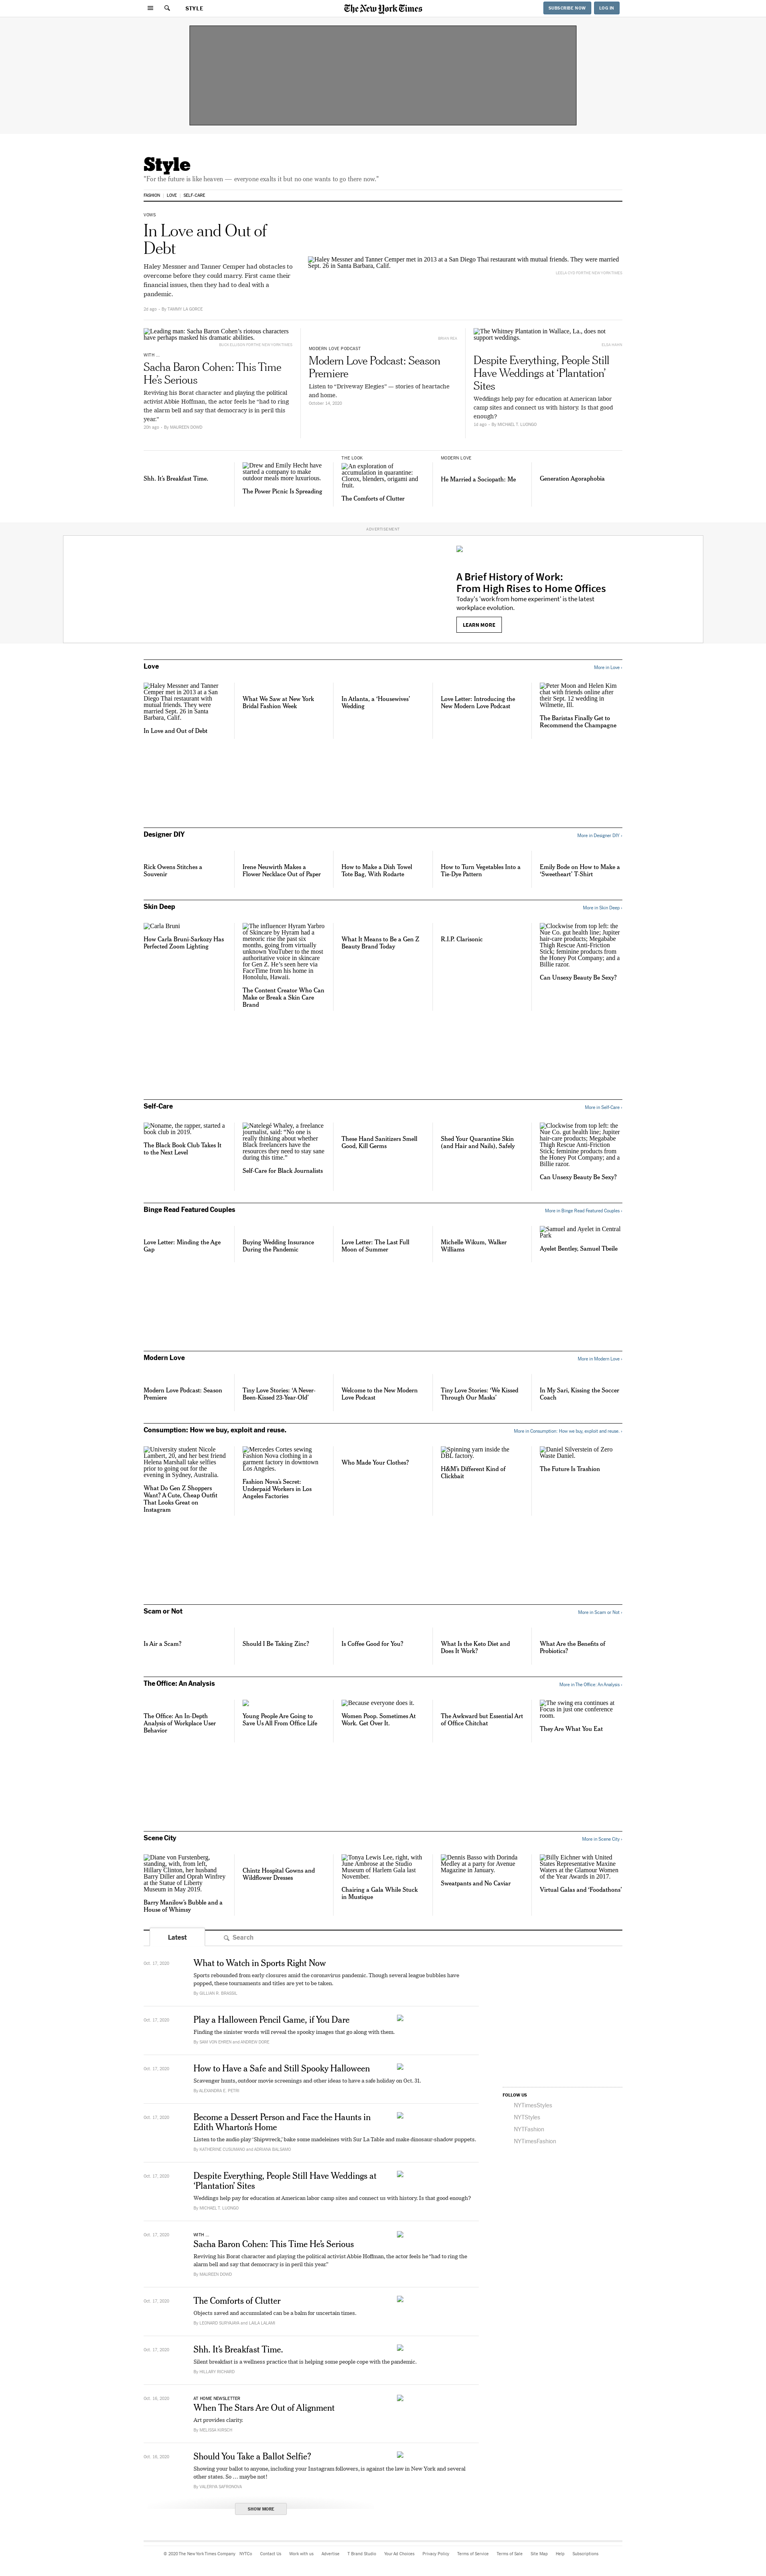 STYLE
The New York Times
SUBSCRIBE NOW
LOG IN
Style
"For the future is like heaven — everyone exalts it but no one wants to go there now."
FASHION
LOVE
SELF-CARE
VOWS
In Love and Out of
Debt
Haley Messner and Tanner Cemper had obstacles to
overcome before they could marry. First came their
financial issues, then they had to deal with a
pandemic.
2d ago – By TAMMY LA GORCE
Haley Messner and Tanner Cemper met in 2013 at a San Diego Thai restaurant with mutual friends. They were married
Sept. 26 in Santa Barbara, Calif.
Leading man: Sacha Baron Cohen's riotous characters
have perhaps masked his dramatic abilities.
WITH ...
Sacha Baron Cohen: This Time
He's Serious
Reviving his Borat character and playing the political
activist Abbie Hoffman, the actor feels he "had to ring
the alarm bell and say that democracy is in peril this
year."
20h ago – By MAUREEN DOWD
BRIAN REA
MODERN LOVE PODCAST
Modern Love Podcast: Season
Premiere
Listen to "Driveway Elegies" — stories of heartache
and home.
October 14, 2020
The Whitney Plantation in Wallace, La., does not
support weddings.
Despite Everything, People Still
Have Weddings at 'Plantation'
Sites
Weddings help pay for education at American labor
camp sites and connect us with history. Is that good
enough?
1d ago – By MICHAEL T. LUONGO
Shh. It's Breakfast Time.
Drew and Emily Hecht have
started a company to make
outdoor meals more luxurious.
The Power Picnic Is Spreading
THE LOOK
An exploration of
accumulation in quarantine:
Clorox, blenders, origami and
fruit.
The Comforts of Clutter
MODERN LOVE
He Married a Sociopath: Me
Generation Agoraphobia
ADVERTISEMENT
A Brief History of Work:
From High Rises to Home Offices
Today's 'work from home experiment' is the latest
workplace evolution.
LEARN MORE
Love
More in Love ›
Haley Messner and Tanner
Cemper met in 2013 at a San
Diego Thai restaurant with
mutual friends. They were
married Sept. 26 in Santa
Barbara, Calif.
In Love and Out of Debt
What We Saw at New York
Bridal Fashion Week
In Atlanta, a 'Housewives'
Wedding
Love Letter: Introducing the
New Modern Love Podcast
Peter Moon and Helen Kim
chat with friends online after
their Sept. 12 wedding in
Wilmette, Ill.
The Baristas Finally Get to
Recommend the Champagne
Designer DIY
More in Designer DIY ›
Rick Owens Stitches a
Souvenir
Irene Neuwirth Makes a
Flower Necklace Out of Paper
How to Make a Dish Towel
Tote Bag, With Rodarte
How to Turn Vegetables Into a
Tie-Dye Pattern
Emily Bode on How to Make a
'Sweetheart' T-Shirt
Skin Deep
More in Skin Deep ›
Carla Bruni
How Carla Bruni-Sarkozy Has
Perfected Zoom Lighting
The influencer Hyram Yarbro
of Skincare by Hyram had a
meteoric rise the past six
months, going from virtually
unknown YouTuber to the most
authoritative voice in skincare
for Gen Z. He's seen here via
FaceTime from his home in
Honolulu, Hawaii.
The Content Creator Who Can
Make or Break a Skin Care
Brand
What It Means to Be a Gen Z
Beauty Brand Today
R.I.P. Clarisonic
Clockwise from top left: the
Nue Co. gut health line; Jupiter
hair-care products; Megababe
Thigh Rescue Anti-Friction
Stick; feminine products from
the Honey Pot Company; and a
Billie razor.
Can Unsexy Beauty Be Sexy?
Self-Care
More in Self-Care ›
Noname, the rapper, started a
book club in 2019.
The Black Book Club Takes It
to the Next Level
Natelegé Whaley, a freelance
journalist, said: "No one is
really thinking about whether
Black freelancers have the
resources they need to stay sane
during this time."
Self-Care for Black Journalists
These Hand Sanitizers Smell
Good, Kill Germs
Shed Your Quarantine Skin
(and Hair and Nails), Safely
Clockwise from top left: the
Nue Co. gut health line; Jupiter
hair-care products; Megababe
Thigh Rescue Anti-Friction
Stick; feminine products from
the Honey Pot Company; and a
Billie razor.
Can Unsexy Beauty Be Sexy?
Binge Read Featured Couples
More in Binge Read Featured Couples ›
Love Letter: Minding the Age
Gap
Buying Wedding Insurance
During the Pandemic
Love Letter: The Last Full
Moon of Summer
Michelle Wikum, Walker
Williams
Samuel and Ayelet in Central
Park
Ayelet Bentley, Samuel Tbeile
Modern Love
More in Modern Love ›
Modern Love Podcast: Season
Premiere
Tiny Love Stories: 'A Never-
Been-Kissed 23-Year-Old'
Welcome to the New Modern
Love Podcast
Tiny Love Stories: 'We Kissed
Through Our Masks'
In My Sari, Kissing the Soccer
Coach
Consumption: How we buy, exploit and reuse.
More in Consumption: How we buy, exploit and reuse. ›
University student Nicole
Lambert, 20, and her best friend
Helena Marshall take selfies
prior to going out for the
evening in Sydney, Australia.
What Do Gen Z Shoppers
Want? A Cute, Cheap Outfit
That Looks Great on
Instagram
Mercedes Cortes sewing
Fashion Nova clothing in a
garment factory in downtown
Los Angeles.
Fashion Nova's Secret:
Underpaid Workers in Los
Angeles Factories
Who Made Your Clothes?
Spinning yarn inside the
DBL factory.
H&M's Different Kind of
Clickbait
Daniel Silverstein of Zero
Waste Daniel.
The Future Is Trashion
Scam or Not
More in Scam or Not ›
Is Air a Scam?
Should I Be Taking Zinc?
Is Coffee Good for You?
What Is the Keto Diet and
Does It Work?
What Are the Benefits of
Probiotics?
The Office: An Analysis
More in The Office: An Analysis ›
The Office: An In-Depth
Analysis of Workplace User
Behavior
Young People Are Going to
Save Us All From Office Life
Because everyone does it.
Women Poop. Sometimes At
Work. Get Over It.
The Awkward but Essential Art
of Office Chitchat
The swing era continues at
Focus in just one conference
room.
They Are What You Eat
Scene City
More in Scene City ›
Diane von Furstenberg,
standing, with, from left,
Hillary Clinton, her husband
Barry Diller and Oprah Winfrey
at the Statue of Liberty
Museum in May 2019.
Barry Manilow's Bubble and a
House of Whimsy
Chintz Hospital Gowns and
Wildflower Dresses
Tonya Lewis Lee, right, with
June Ambrose at the Studio
Museum of Harlem Gala last
November.
Chairing a Gala While Stuck
in Mustique
Dennis Basso with Dorinda
Medley at a party for Avenue
Magazine in January.
Sweatpants and No Caviar
Billy Eichner with United
States Representative Maxine
Waters at the Glamour Women
of the Year Awards in 2017.
Virtual Galas and 'Foodathons'
Latest
Search
Oct. 17, 2020
What to Watch in Sports Right Now
Sports rebounded from early closures amid the coronavirus pandemic. Though several league bubbles have
popped, these tournaments and titles are yet to be taken.
By GILLIAN R. BRASSIL
Oct. 17, 2020
Play a Halloween Pencil Game, if You Dare
Finding the sinister words will reveal the spooky images that go along with them.
By SAM VON EHREN and ANDREW SORE
Oct. 17, 2020
How to Have a Safe and Still Spooky Halloween
Scavenger hunts, outdoor movie screenings and other ideas to have a safe holiday on Oct. 31.
By ALEXANDRA E. PETRI
Oct. 17, 2020
Become a Dessert Person and Face the Haunts in
Edith Wharton's Home
Listen to the audio play 'Shipwreck,' bake some madeleines with Sur La Table and make dinosaur shadow puppets.
By KATHERINE CUSUMANO and ADRIANA BALSAMO
Oct. 17, 2020
Despite Everything, People Still Have Weddings at
'Plantation' Sites
Weddings help pay for education at American labor camp sites and connect us with history. Is that good enough?
By MICHAEL T. LUONGO
Oct. 17, 2020
WITH ...
Sacha Baron Cohen: This Time He's Serious
Reviving his Borat character and playing the political activist Abbie Hoffman, the actor feels he "had to ring the
alarm bell and say that democracy is in peril this year."
By MAUREEN DOWD
Oct. 17, 2020
The Comforts of Clutter
Objects saved and accumulated can be a balm for uncertain times.
By LEONARD SURYAJAYA and LAILA LALAMI
Oct. 17, 2020
Shh. It's Breakfast Time.
Silent breakfast is a wellness practice that is helping some people cope with the pandemic.
By HILLARY RICHARD
Oct. 16, 2020
AT HOME NEWSLETTER
When The Stars Are Out of Alignment
Art provides clarity.
By MELISSA KIRSCH
Oct. 16, 2020
Should You Take a Ballot Selfie?
Showing your ballot to anyone, including your Instagram followers, is against the law in New York and several
other states. So … maybe not!
By VALERIYA SAFRONOVA
SHOW MORE
FOLLOW US
NYTimesStyles
NYTStyles
NYTFashion
NYTimesFashion
© 2020 The New York Times Company
NYTCo
Contact Us
Work with us
Advertise
T Brand Studio
Your Ad Choices
Privacy Policy
Terms of Service
Terms of Sale
Site Map
Help
Subscriptions